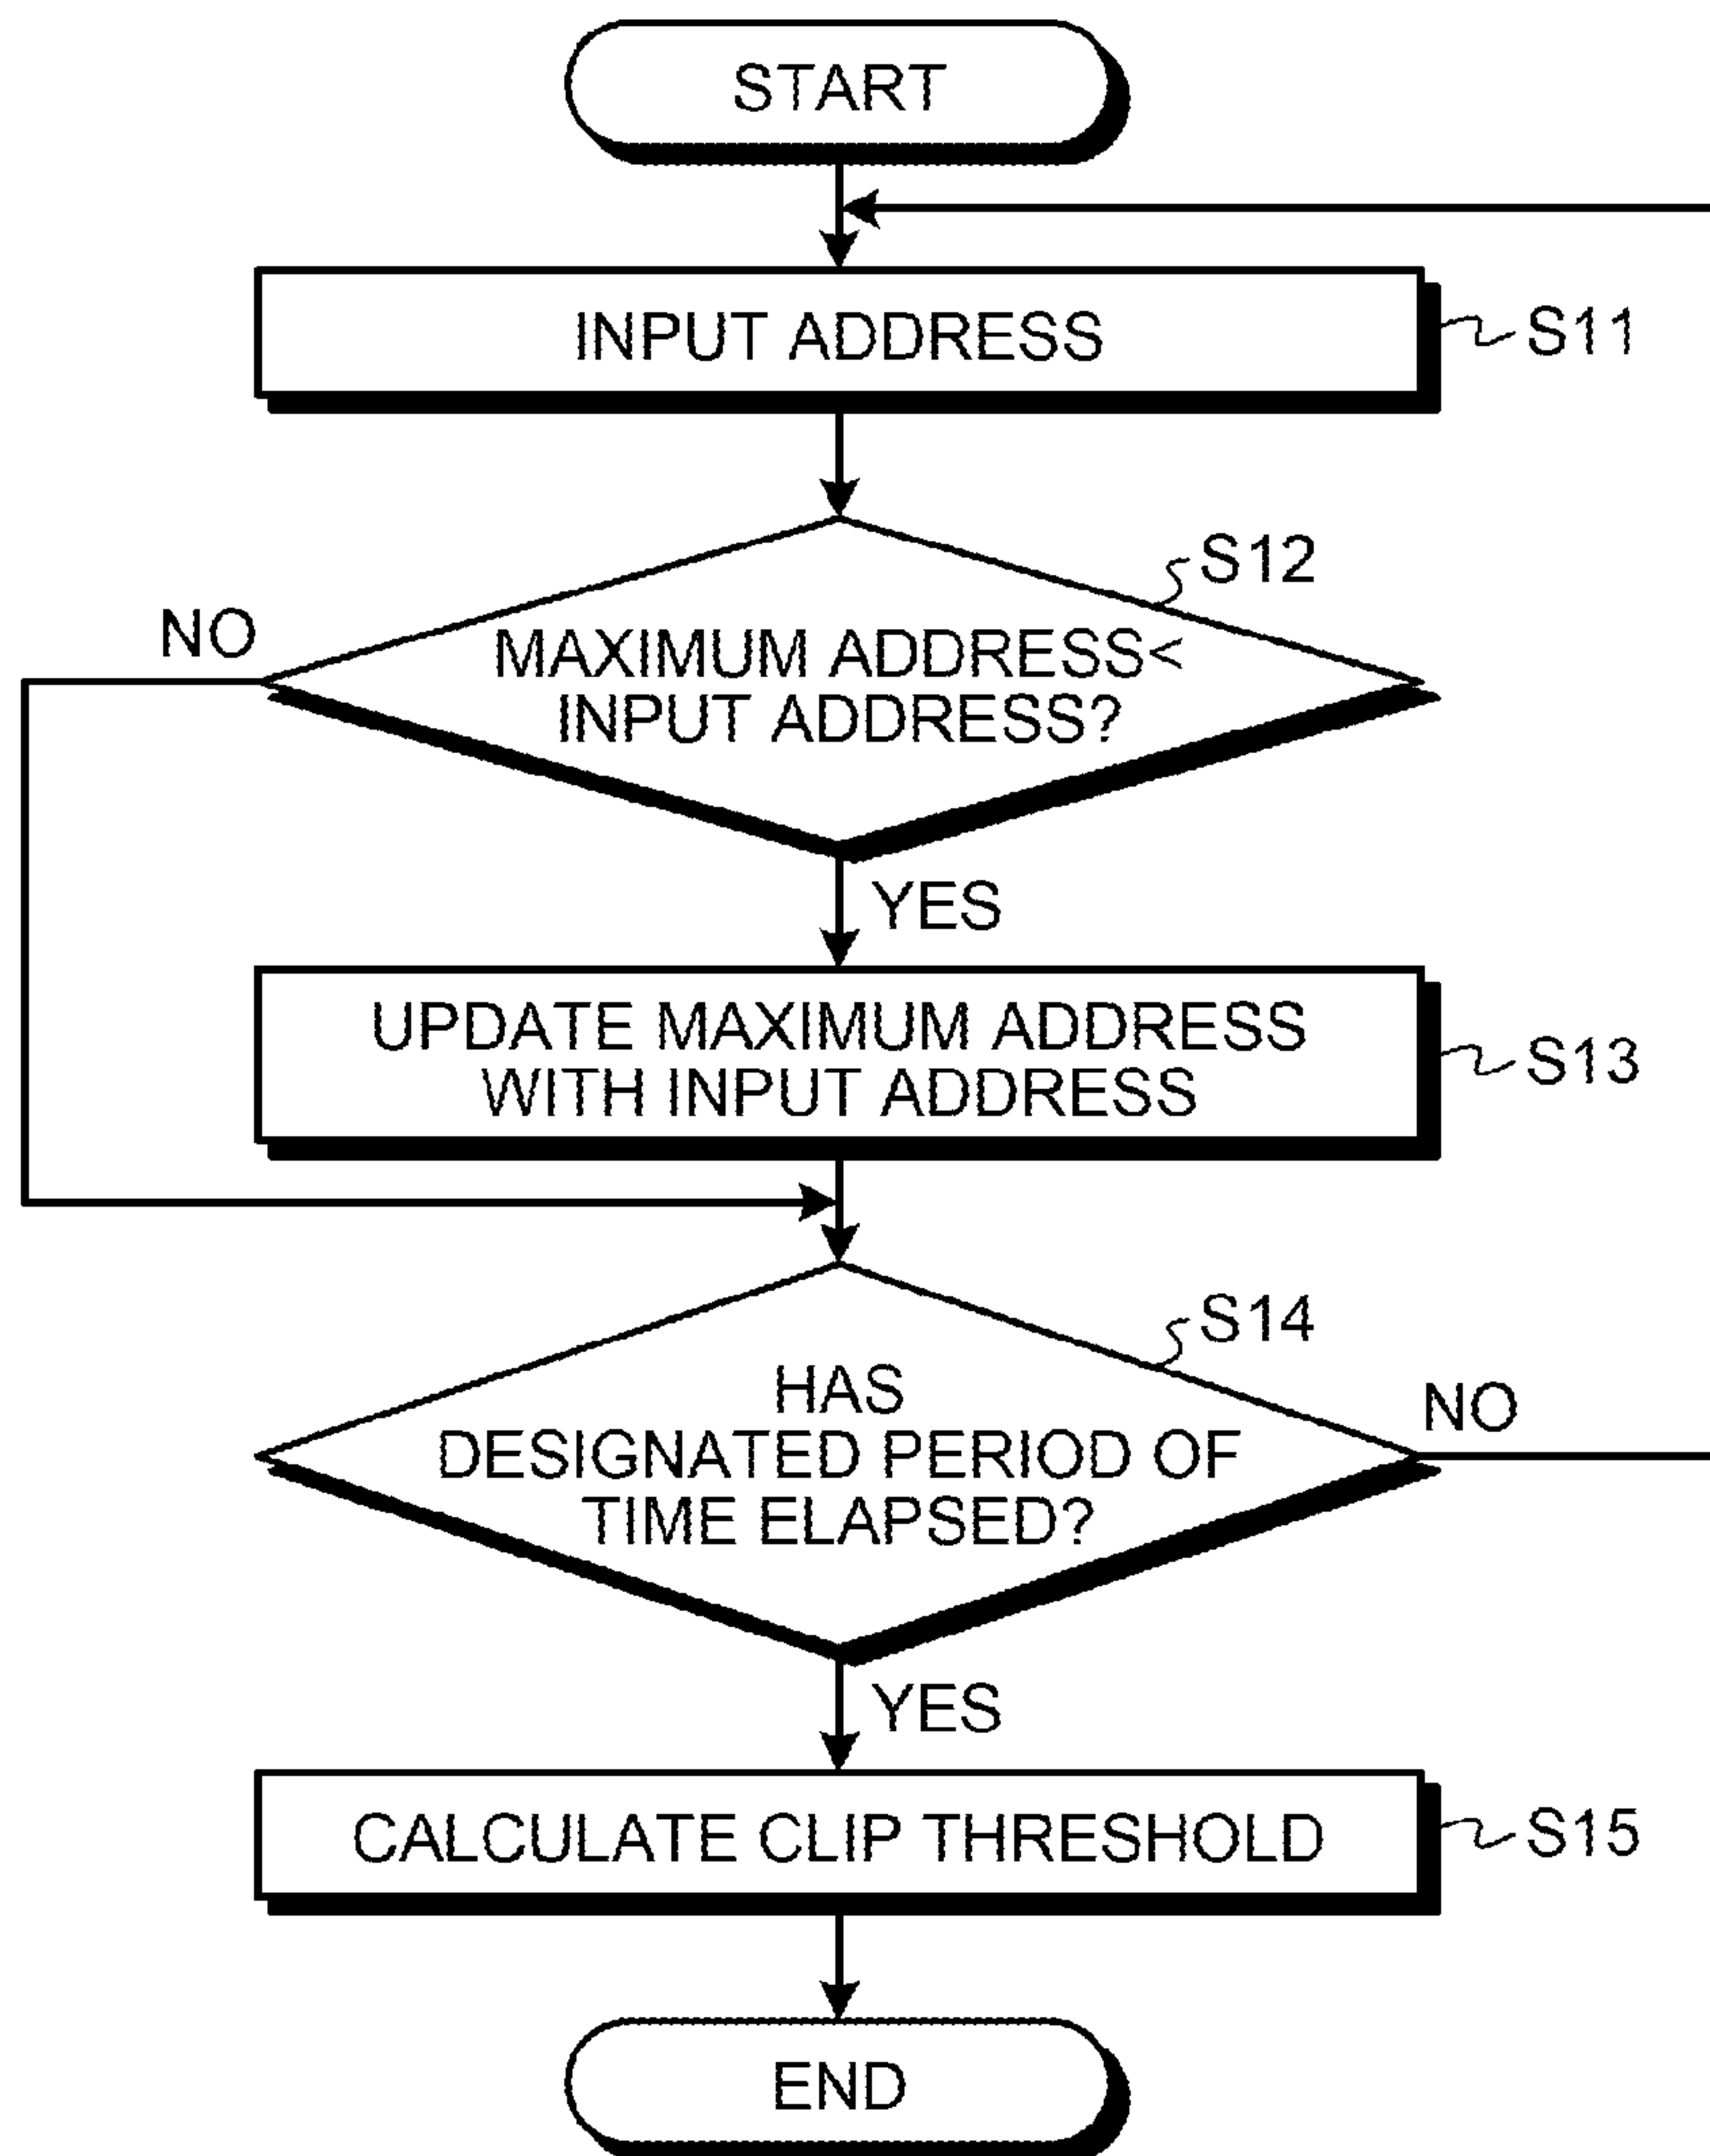 START
INPUT ADDRESS
S11
S12
NO
MAXIMUM ADDRESS<
INPUT ADDRESS?
YES
UPDATE MAXIMUM ADDRESS
WITH INPUT ADDRESS
S13
S14
HAS
DESIGNATED PERIOD OF
TIME ELAPSED?
NO
YES
CALCULATE CLIP THRESHOLD
S15
END